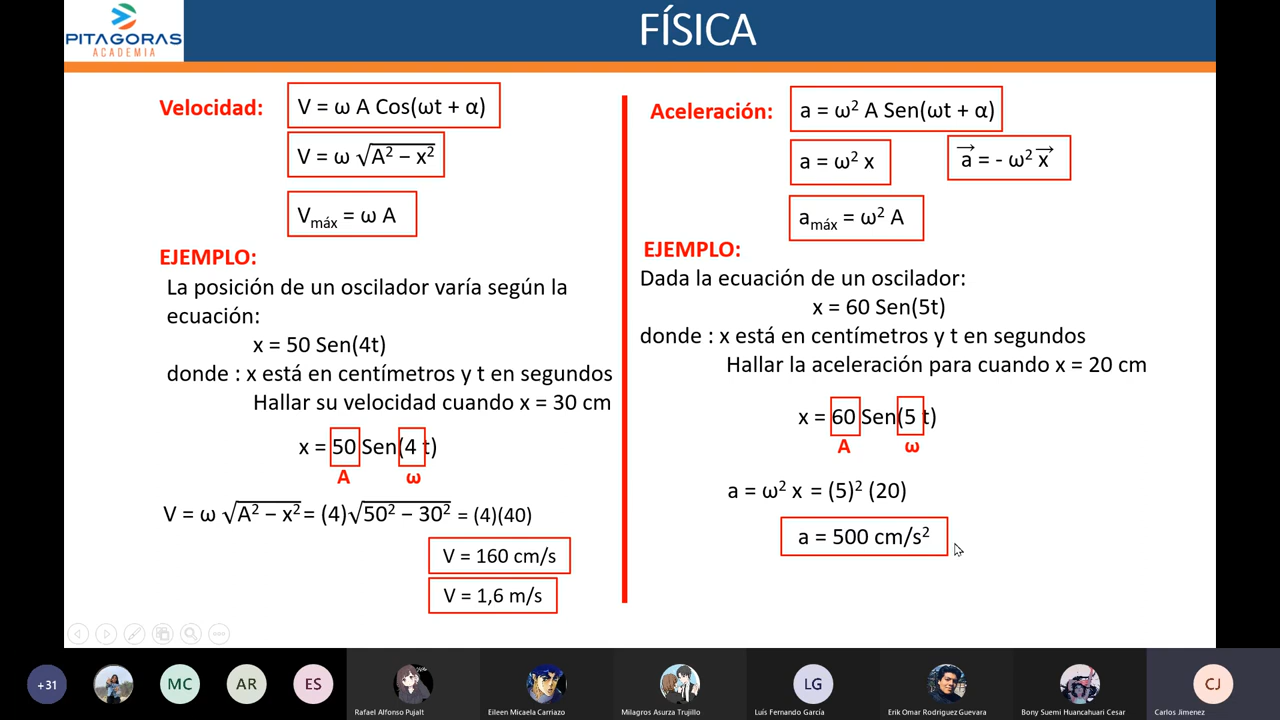 PITAGORAS
ACADEMIA
FÍSICA
Velocidad:
V = ω A Cos(ωt + α)
V = ω √A² − x²
Vmáx = ω A
EJEMPLO:
La posición de un oscilador varía según la
ecuación:
x = 50 Sen(4t)
donde : x está en centímetros y t en segundos
Hallar su velocidad cuando x = 30 cm
x = 50 Sen(4 t)
A ω
V = ω √A² − x² = (4)√50² − 30² = (4)(40)
V = 160 cm/s
V = 1,6 m/s
Aceleración:
a = ω² A Sen(ωt + α)
a = ω² x
a⃗ = - ω² x⃗
amáx = ω² A
EJEMPLO:
Dada la ecuación de un oscilador:
x = 60 Sen(5t)
donde : x está en centímetros y t en segundos
Hallar la aceleración para cuando x = 20 cm
x = 60 Sen(5 t)
A ω
a = ω² x = (5)² (20)
a = 500 cm/s²
+31
MC
AR
ES
LG
CJ
Rafael Alfonso Pujalt
Eileen Micaela Carriazo
Milagros Asurza Trujillo
Luis Fernando García
Erik Omar Rodriguez Guevara
Bony Suemi Huancahuari Cesar
Carlos Jimenez